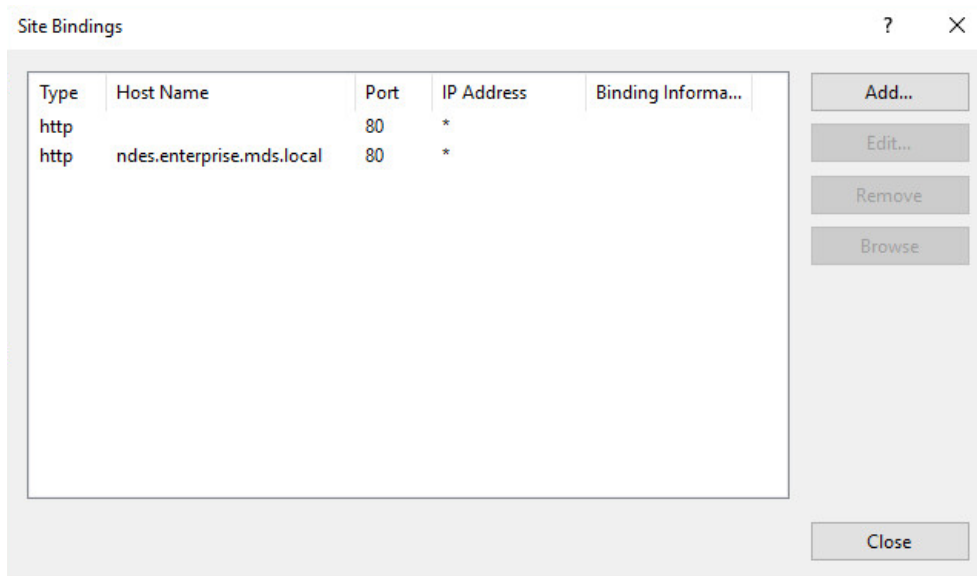 Site Bindings ? ×
Type Host Name Port IP Address Binding Informa... Add...
http 80 *
http ndes.enterprise.mds.local 80 * Edit...
Remove
Browse
Close